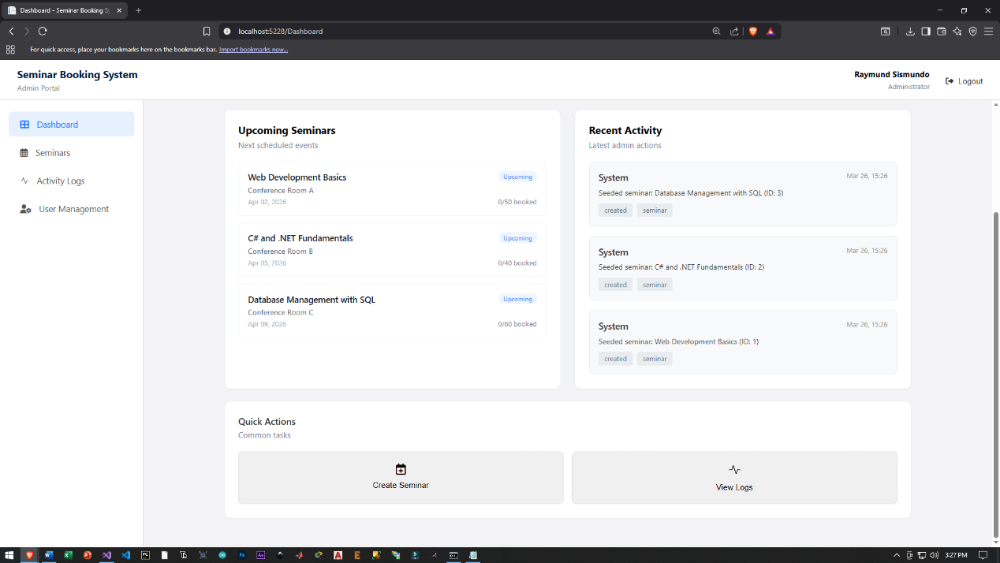 Dashboard - Seminar Booking S
localhost:5228/Dashboard
For quick access, place your bookmarks here on the bookmarks bar. Import bookmarks now...
Seminar Booking System
Admin Portal
Raymund Sismundo
Administrator
Logout
Dashboard
Seminars
Activity Logs
User Management
Upcoming Seminars
Next scheduled events
Web Development Basics
Upcoming
Conference Room A
Apr 02, 2026
0/50 booked
C# and .NET Fundamentals
Upcoming
Conference Room B
Apr 05, 2026
0/40 booked
Database Management with SQL
Upcoming
Conference Room C
Apr 09, 2026
0/60 booked
Recent Activity
Latest admin actions
System
Mar 26, 15:26
Seeded seminar: Database Management with SQL (ID: 3)
created seminar
System
Mar 26, 15:26
Seeded seminar: C# and .NET Fundamentals (ID: 2)
created seminar
System
Mar 26, 15:26
Seeded seminar: Web Development Basics (ID: 1)
created seminar
Quick Actions
Common tasks
Create Seminar
View Logs
3:27 PM